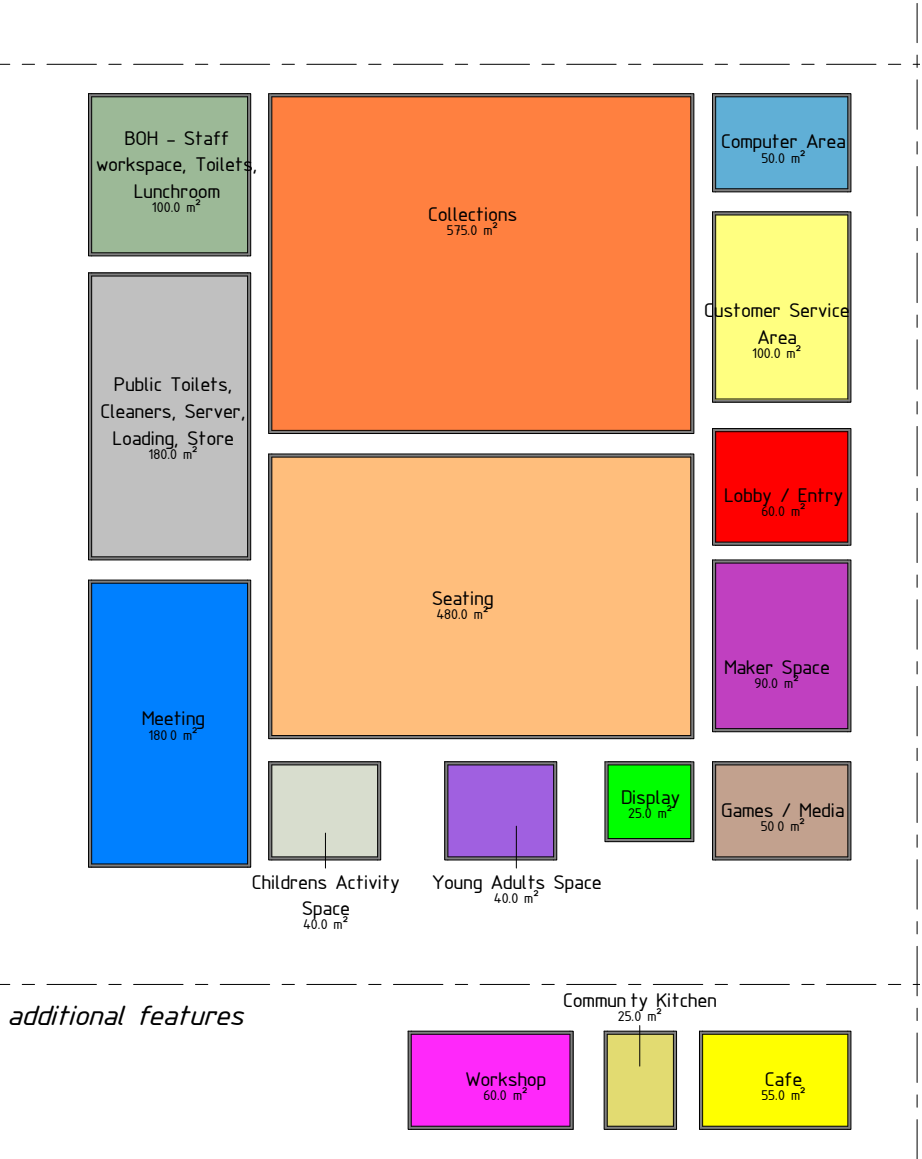 BOH - Staff
workspace, Toilets,
Lunchroom
100.0 m²
Collections
575.0 m²
Computer Area
50.0 m²
Customer Service
Area
100.0 m²
Public Toilets,
Cleaners, Server,
Loading, Store
180.0 m²
Lobby / Entry
60.0 m²
Seating
480.0 m²
Maker Space
90.0 m²
Meeting
180 0 m²
Display
25.0 m²
Games / Media
50 0 m²
Childrens Activity
Space
40.0 m²
Young Adults Space
40.0 m²
additional features
Commun ty Kitchen
25.0 m²
Workshop
60.0 m²
Cafe
55.0 m²